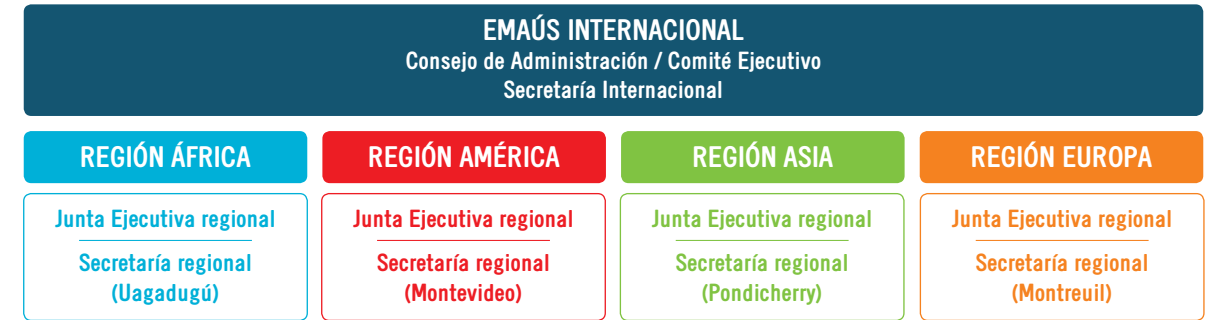 EMAÚS INTERNACIONAL
Consejo de Administración / Comité Ejecutivo
Secretaría Internacional
REGIÓN ÁFRICA
Junta Ejecutiva regional
Secretaría regional
(Uagadugú)
REGIÓN AMÉRICA
Junta Ejecutiva regional
Secretaría regional
(Montevideo)
REGIÓN ASIA
Junta Ejecutiva regional
Secretaría regional
(Pondicherry)
REGIÓN EUROPA
Junta Ejecutiva regional
Secretaría regional
(Montreuil)